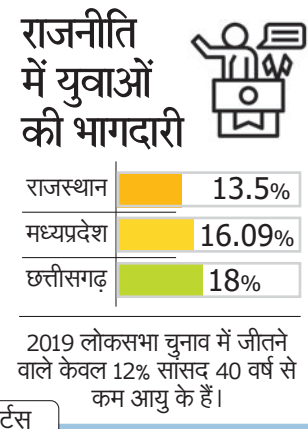 राजनीति
में युवाओं
की भागदारी
राजस्थान 13.5%
मध्यप्रदेश 16.09%
छत्तीसगढ़ 18%
2019 लोकसभा चुनाव में जीतने
वाले केवल 12% सांसद 40 वर्ष से
कम आयु के हैं।